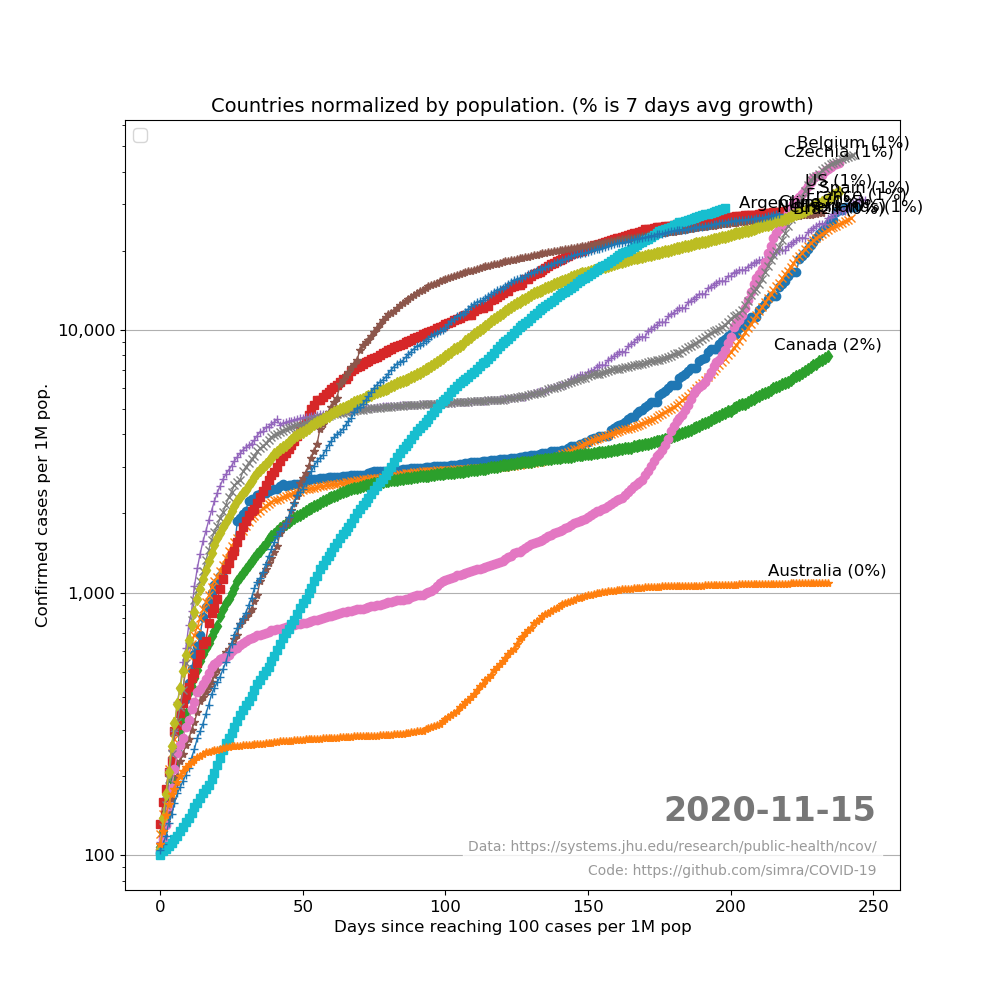 Countries normalized by population. (% is 7 days avg growth)
Belgium (1%)
Czechia (1%)
US (1%)
Spain (1%)
France (1%)
Brazil (0%)
(1%)
10,000
Canada (2%)
Confirmed cases per 1M pop.
1,000
Australia (0%)
2020-11-15
Data: https://systems.jhu.edu/research/public-health/ncov/
100
Code: https://github.com/simra/COVID-19
0 50 100 150 200 250
Days since reaching 100 cases per 1M pop